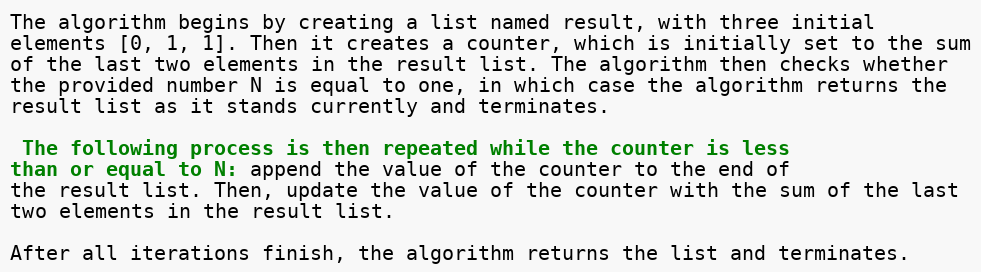 The algorithm begins by creating a list named result, with three initial
elements [0, 1, 1]. Then it creates a counter, which is initially set to the sum
of the last two elements in the result list. The algorithm then checks whether
the provided number N is equal to one, in which case the algorithm returns the
result list as it stands currently and terminates.
The following process is then repeated while the counter is less
than or equal to N: append the value of the counter to the end of
the result list. Then, update the value of the counter with the sum of the last
two elements in the result list.
After all iterations finish, the algorithm returns the list and terminates.